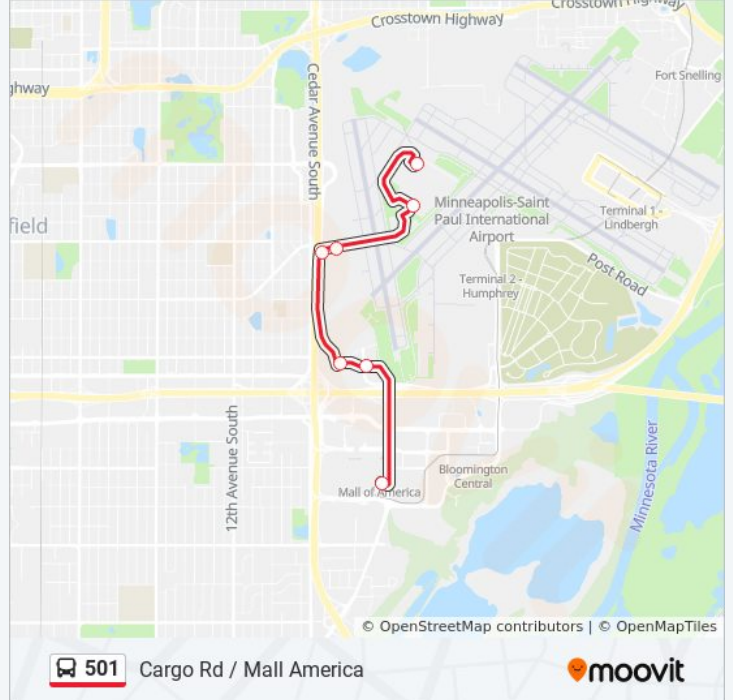 Crosstown Highway
Crosstown Highway
Fort Snelling
ghway
Cedar Avenue South
Minneapolis-Saint
Paul International
Airport
Terminal 1 -
Lindbergh
field
Post Road
Terminal 2 -
Humphrey
12th Avenue South
Minnesota River
Bloomington
Central
Mall of America
© OpenStreetMap contributors | © OpenMapTiles
501 Cargo Rd / Mall America
moovit